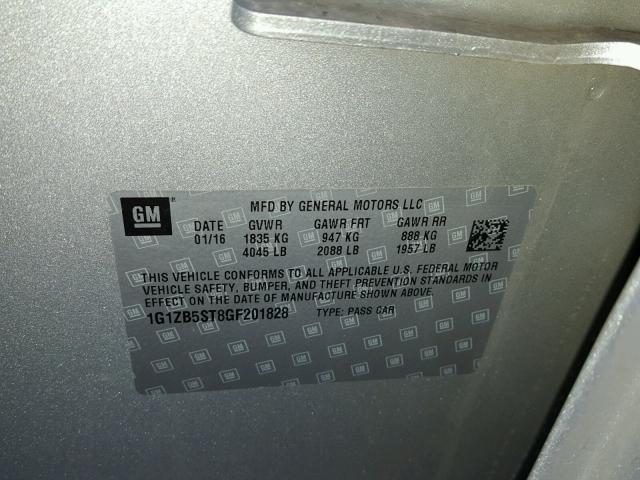 GM ® MFD BY GENERAL MOTORS LLC
DATE GVWR GAWR FRT GAWR RR
01/16 1835 KG 947 KG 888 KG
4045 LB 2088 LB 1957 LB
THIS VEHICLE CONFORMS TO ALL APPLICABLE U.S. FEDERAL MOTOR
VEHICLE SAFETY, BUMPER, AND THEFT PREVENTION STANDARDS IN
EFFECT ON THE DATE OF MANUFACTURE SHOWN ABOVE.
1G1ZB5ST8GF201828 TYPE: PASS CAR